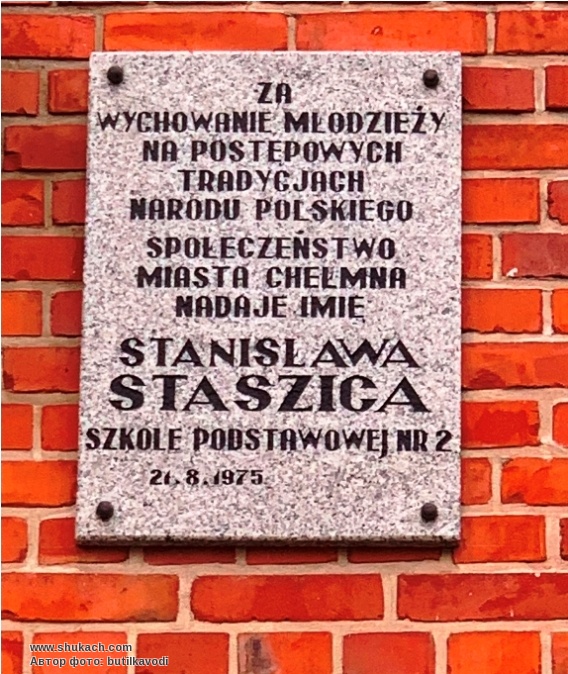 ZA
WYCHOWANIE MŁODZIEŻY
NA POSTĘPOWYCH
TRADYCJACH
NARODU POLSKIEGO
SPOŁECZEŃSTWO
MIASTA CHEŁMNA
NADAJE IMIĘ
STANISŁAWA
STASZICA
SZKOLE PODSTAWOWEJ NR 2
21.8.1975.
www.shukach.com
Автор фото: butilkavodi